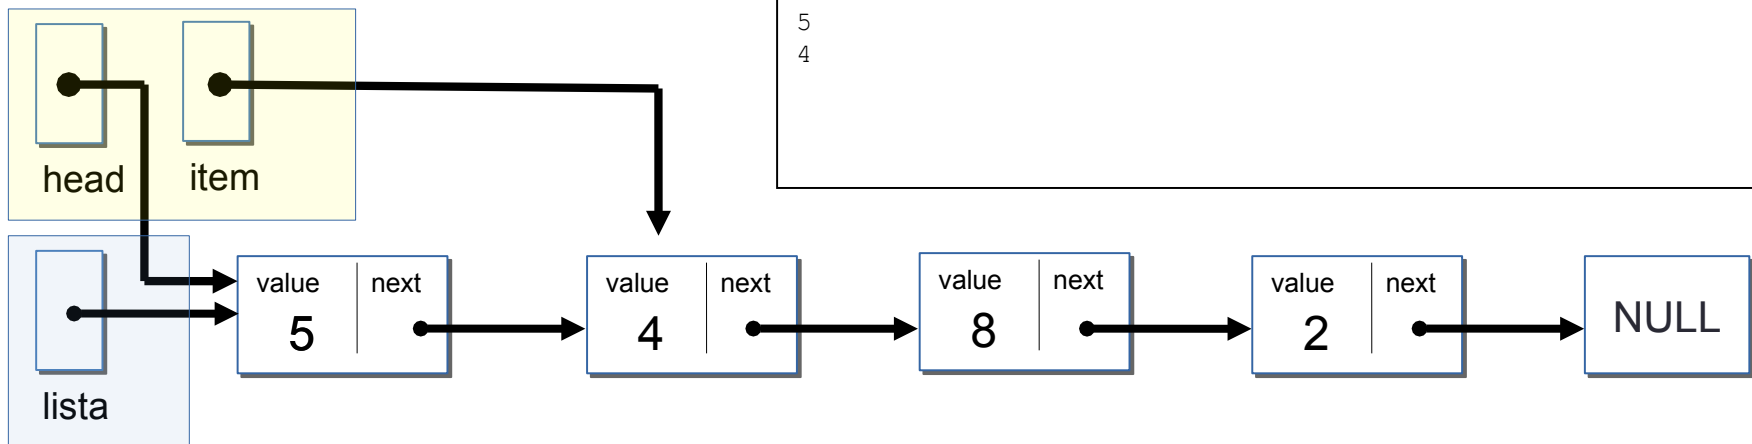 5
4
head
item
value next
5
value next
4
value next
8
value next
2
NULL
lista